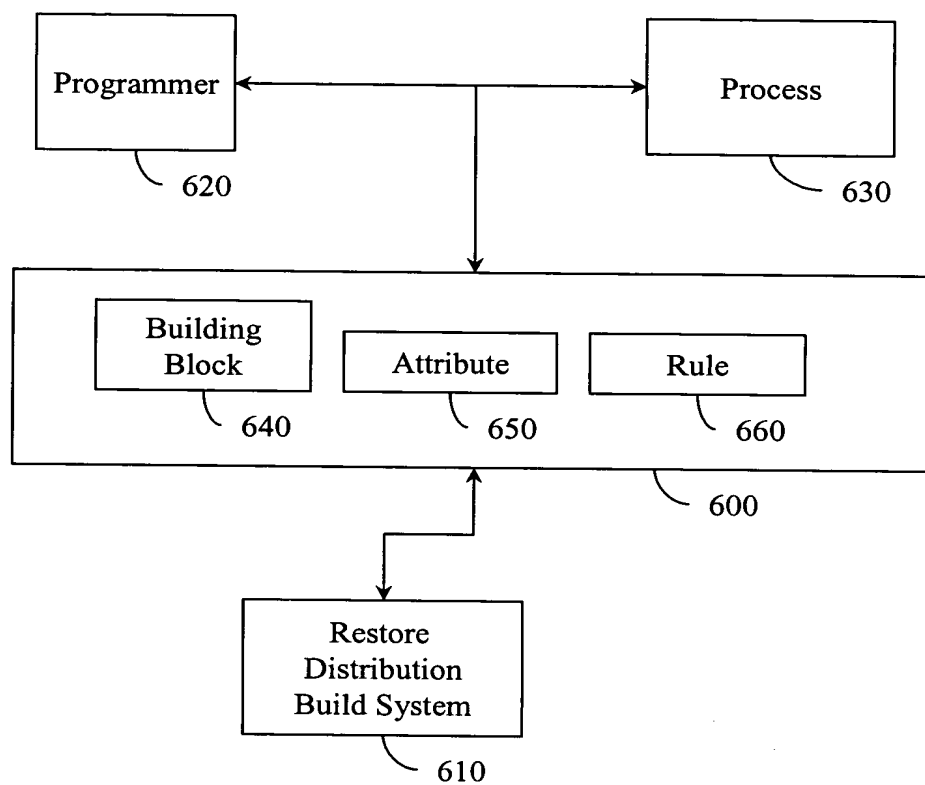 Programmer
Process
620
630
Building
Block
Attribute
Rule
640
650
660
600
Restore
Distribution
Build System
610